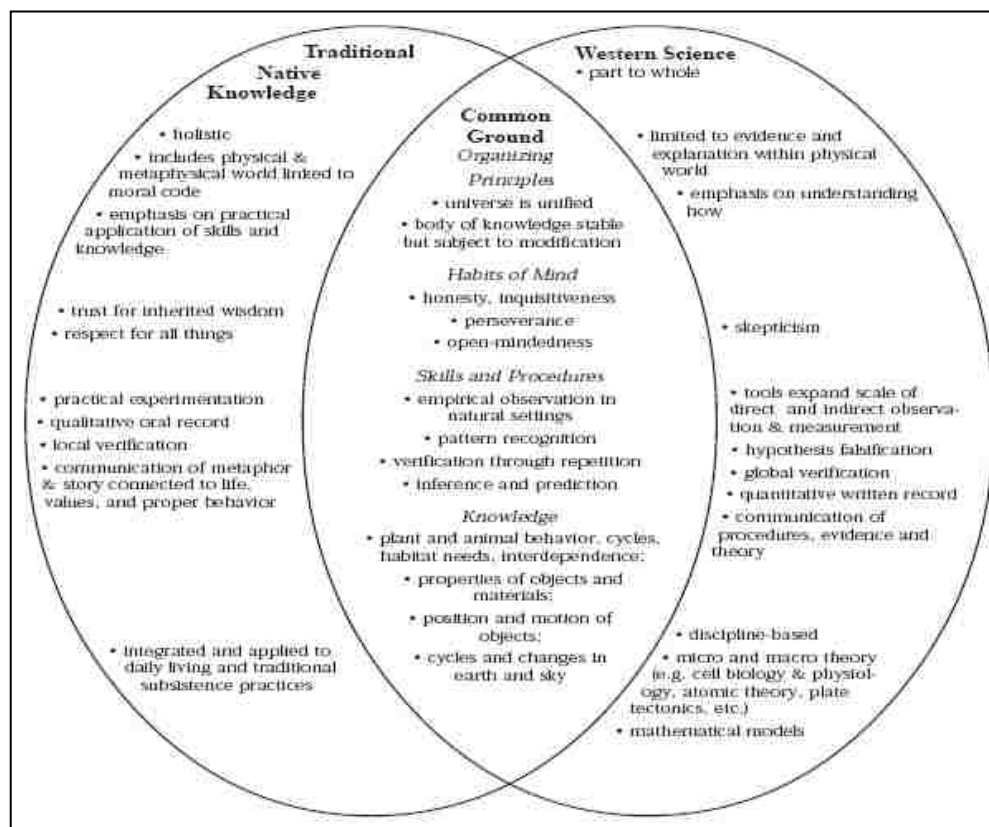 Traditional
Native
Knowledge
• holistic
• includes physical &
metaphysical world linked to
moral code
• emphasis on practical
application of skills and
knowledge
• trust for inherited wisdom
• respect for all things
• practical experimentation
• qualitative oral record
• local verification
• communication of metaphor
& story connected to life,
values, and proper behavior
• integrated and applied to
daily living and traditional
subsistence practices
Common
Ground
Organizing
Principles
• universe is unified
• body of knowledge stable
but subject to modification
Habits of Mind
• honesty, inquisitiveness
• perseverance
• open-mindedness
Skills and Procedures
• empirical observation in
natural settings
• pattern recognition
• verification through repetition
• inference and prediction
Knowledge
• plant and animal behavior, cycles,
habitat needs, interdependence;
• properties of objects and
materials;
• position and motion of
objects;
• cycles and changes in
earth and sky
Western Science
• part to whole
• limited to evidence and
explanation within physical
world
• emphasis on understanding
how
• skepticism
• tools expand scale of
direct and indirect observa-
tion & measurement
• hypothesis falsification
• global verification
• quantitative written record
• communication of
procedures, evidence and
theory
• discipline-based
• micro and macro theory
(e.g. cell biology & physiol-
ogy, atomic theory, plate
tectonics, etc.)
• mathematical models